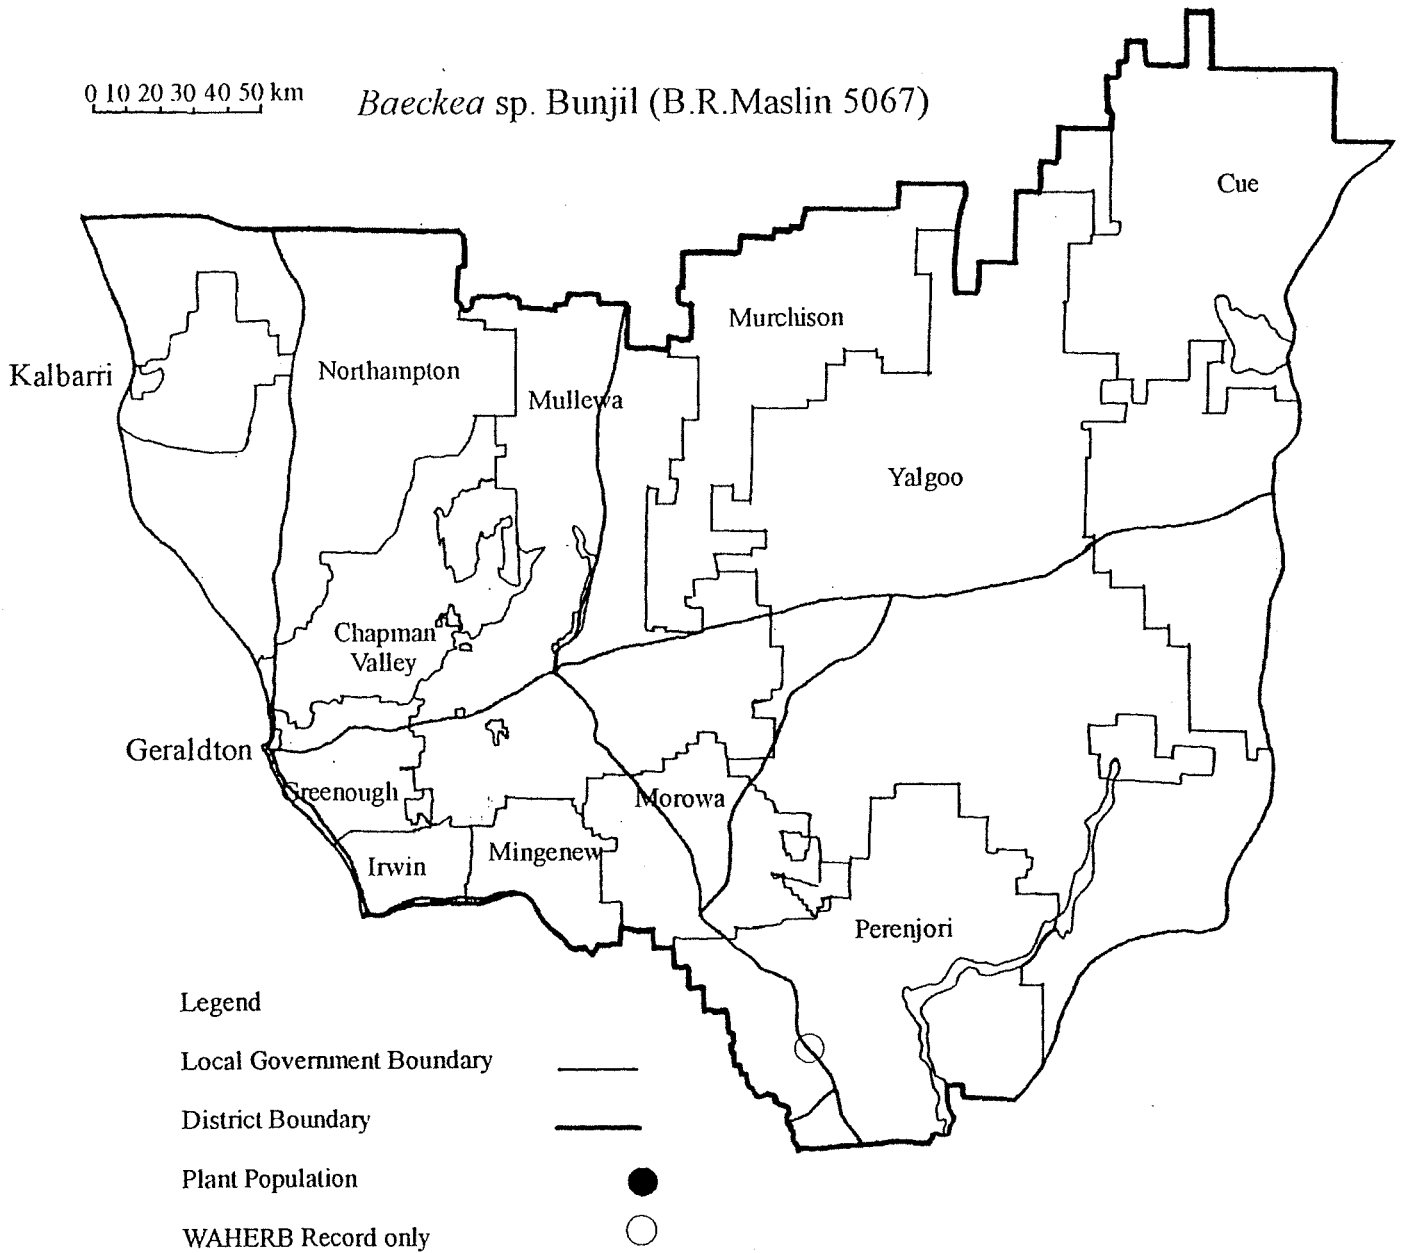 0 10 20 30 40 50 km
Baeckea sp. Bunjil (B.R.Maslin 5067)
Cue
Murchison
Kalbarri
Northampton
Mullewa
Yalgoo
Chapman
Valley
Geraldton
Greenough
Morowa
Irwin
Mingenew
Perenjori
Legend
Local Government Boundary
District Boundary
Plant Population
WAHERB Record only